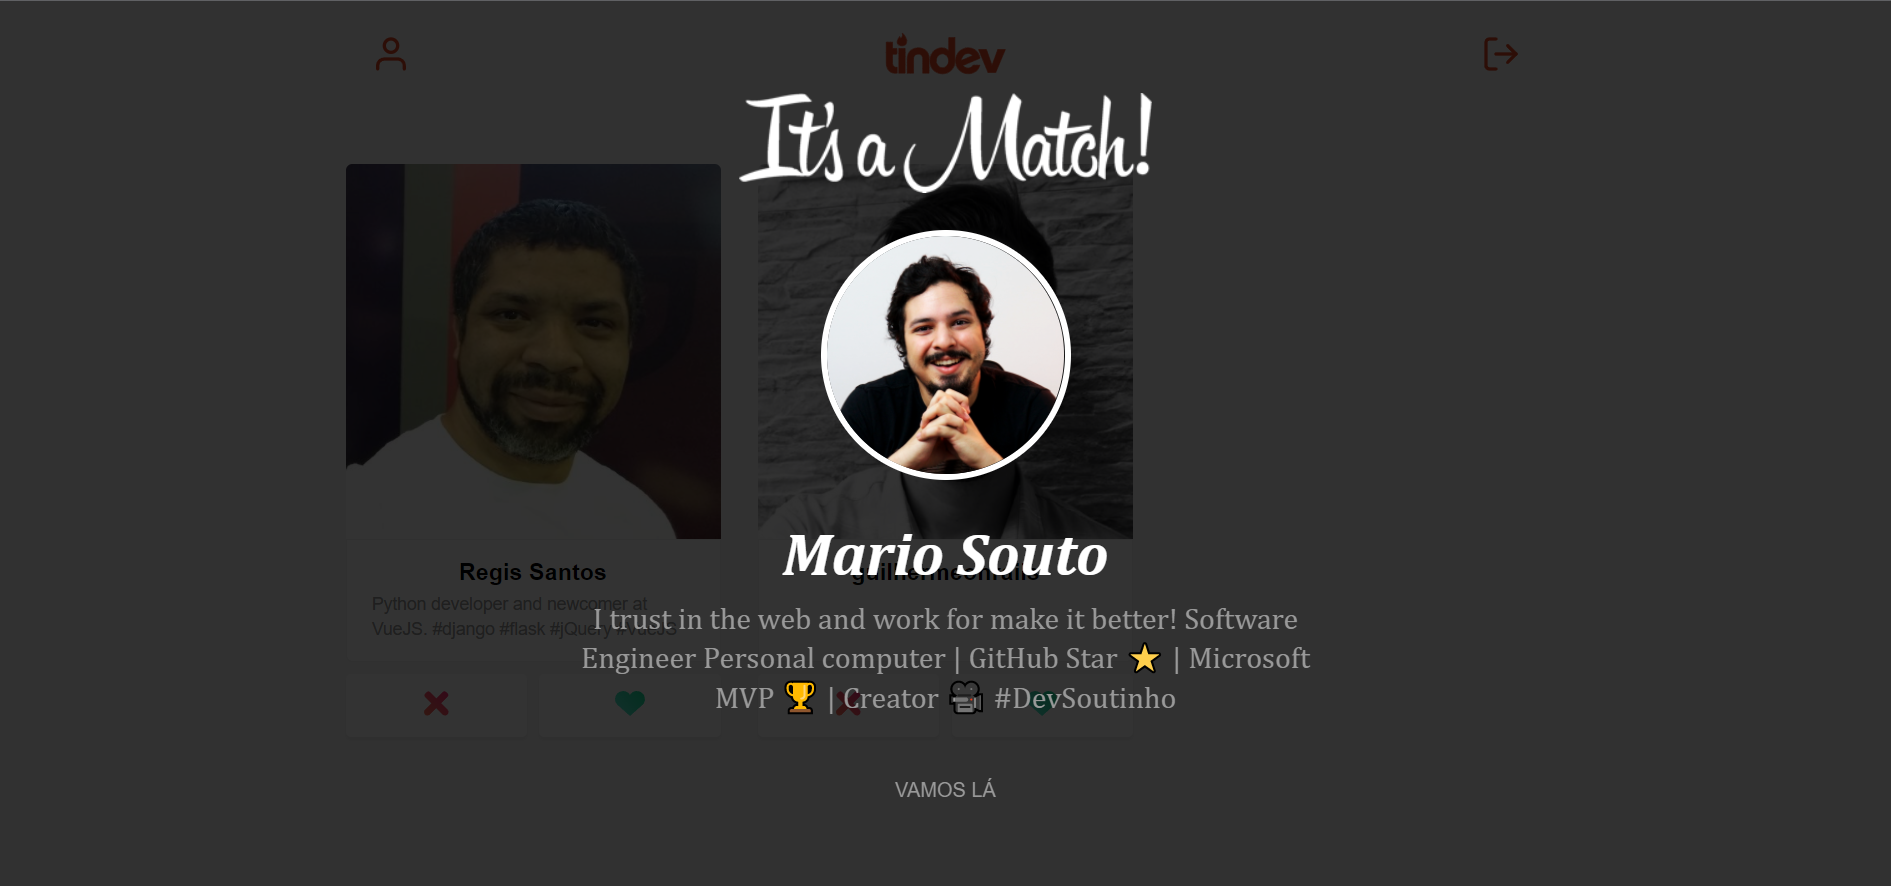 tindev
It's a Match!
Mario Souto
Regis Santos
guilhermeonrails
Python developer and newcomer at
VueJS. #django #flask #jQuery #VueJS
I trust in the web and work for make it better! Software
Engineer Personal computer | GitHub Star ⭐ | Microsoft
MVP 🏆 | Creator 🎥 #DevSoutinho
VAMOS LÁ